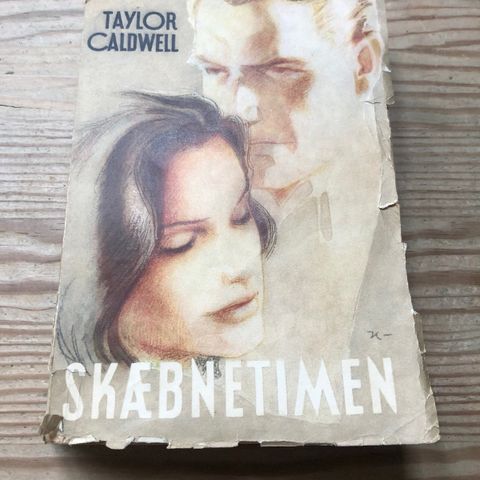 TAYLOR
CALDWELL
K-
SKÆBNETIMEN